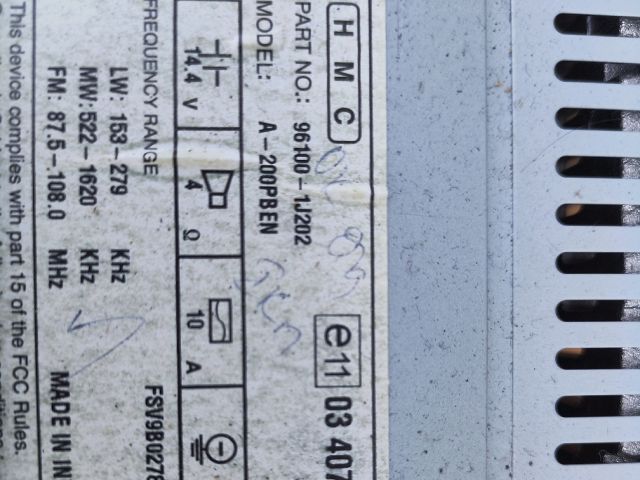 HMC
e11 03 407
PART NO.: 96100-1J202
MODEL: A-200PBEN
14.4 V 4 Ω 10 A
FREQUENCY RANGE FSV9B0278
LW: 153-279 KHz
MW: 522-1620 KHz
FM: 87.5-108.0 MHz MADE IN IN
This device complies with part 15 of the FCC Rules.